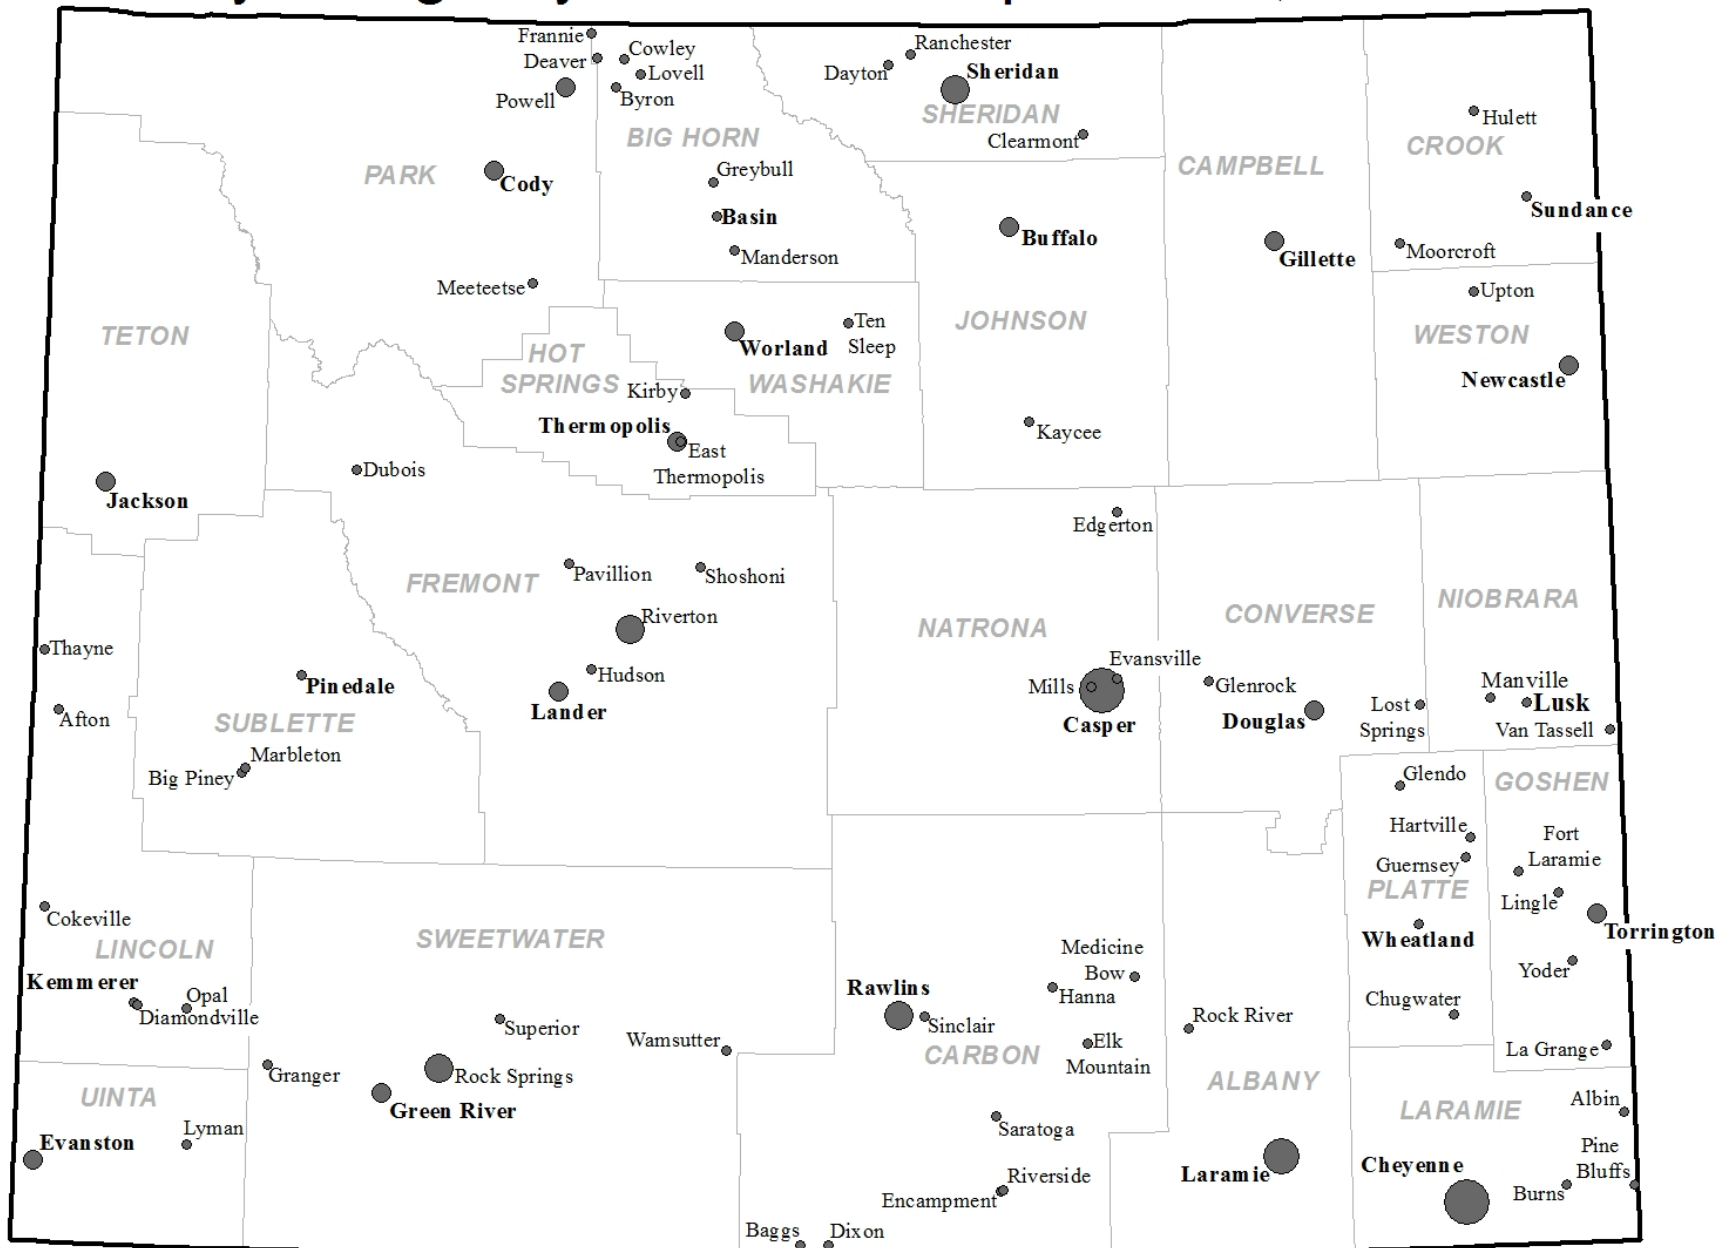 Frannie
Deaver
Cowley
Lovell
Powell
Byron
BIG HORN
Ranchester
Dayton
Sheridan
SHERIDAN
Clearmont
Hulett
CROOK
CAMPBELL
PARK
Cody
Greybull
Basin
Manderson
Buffalo
Gillette
Sundance
Moorcroft
Meeteetse
Upton
TETON
JOHNSON
WESTON
Ten
Sleep
Worland
HOT
SPRINGS
WASHAKIE
Kirby
Newcastle
Thermopolis
East
Thermopolis
Kaycee
Dubois
Jackson
Edgerton
Pavillion
Shoshoni
FREMONT
NIOBRARA
CONVERSE
Riverton
NATRONA
Thayne
Evansville
Hudson
Pinedale
Mills
Glenrock
Manville
Lusk
Lander
Casper
Douglas
Lost
Springs
Van Tassell
Afton
SUBLETTE
Marbleton
Big Piney
Glendo
GOSHEN
Hartville
Fort
Laramie
Guernsey
PLATTE
Lingle
Cokeville
LINCOLN
SWEETWATER
Wheatland
Torrington
Medicine
Bow
Kemmerer
Opal
Diamondville
Rawlins
Hanna
Yoder
Chugwater
Superior
Sinclair
Rock River
Wamsutter
CARBON
Elk
Mountain
La Grange
Granger
Rock Springs
UINTA
Green River
ALBANY
LARAMIE
Albin
Lyman
Saratoga
Evanston
Pine
Bluffs
Laramie
Cheyenne
Riverside
Encampment
Burns
Baggs
Dixon